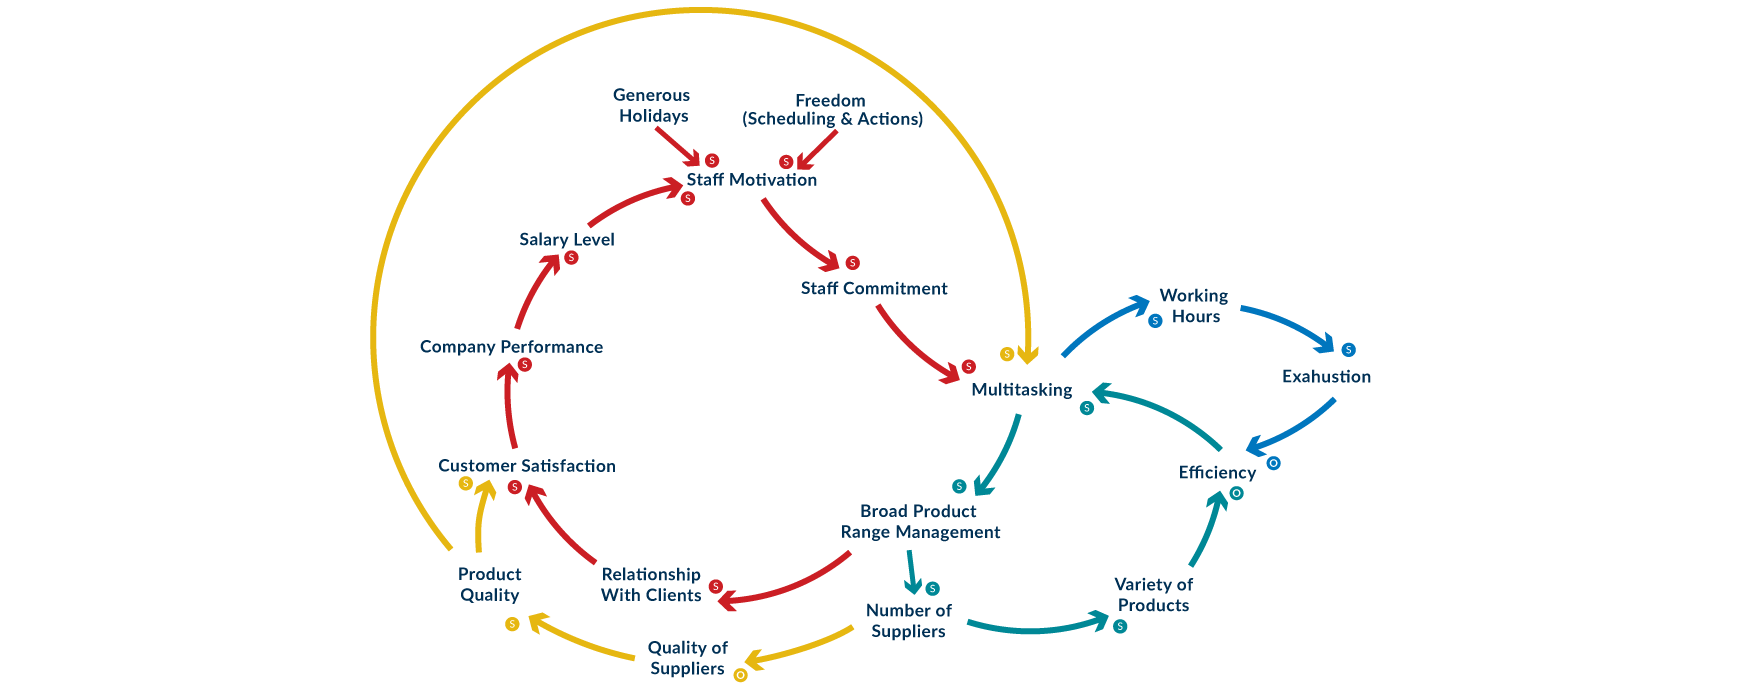 Generous
Holidays
Freedom
(Scheduling & Actions)
S
S
Staff Motivation
S
Salary Level
S
S
Staff Commitment
Working
Hours
S
Company Performance
S
S
S
S
Exahustion
Multitasking
S
Customer Satisfaction
S
S
S
Efficiency
O
O
Broad Product
Range Management
Product
Quality
S
Relationship
With Clients
S
Number of
Suppliers
S
Variety of
Products
S
Quality of
Suppliers
O